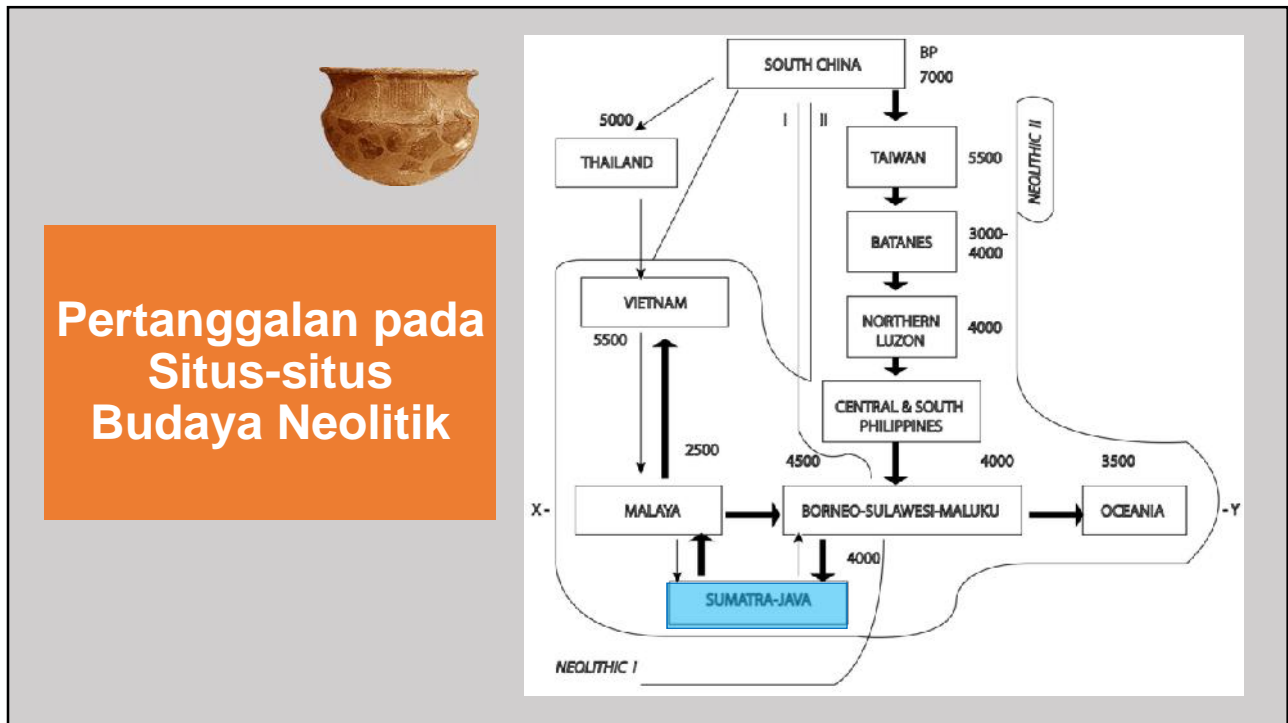 Pertanggalan pada
Situs-situs
Budaya Neolitik
SOUTH CHINA
BP
7000
5000
I
II
THAILAND
TAIWAN
5500
NEOLITHIC II
BATANES
3000-
4000
VIETNAM
5500
NORTHERN
LUZON
4000
CENTRAL & SOUTH
PHILIPPINES
2500
4500
4000
3500
X -
MALAYA
BORNEO-SULAWESI-MALUKU
OCEANIA
- Y
4000
SUMATRA-JAVA
NEOLITHIC I